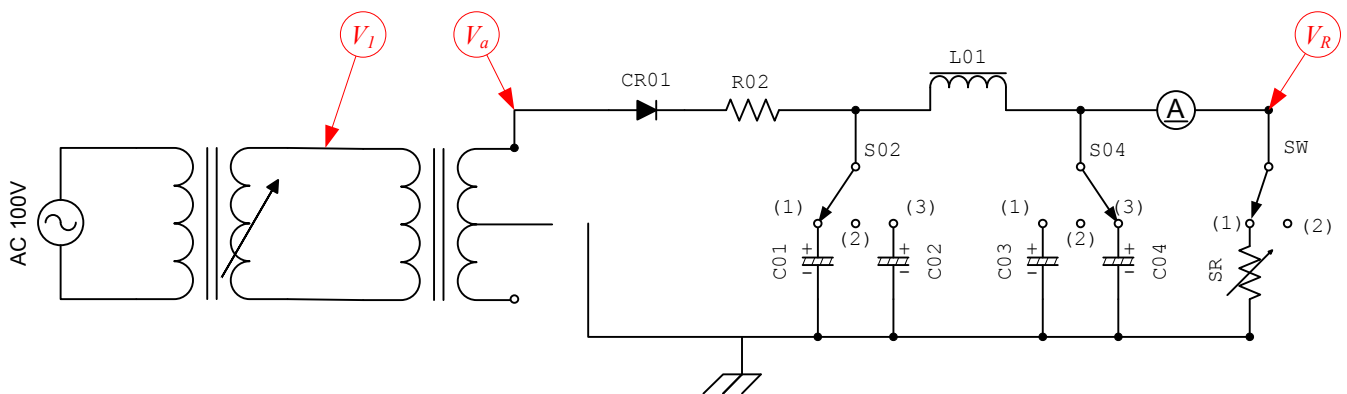 V₁
Vₐ
V_R
L01
CR01
R02
A
S02
S04
SW
(1)
(2)
(3)
(1)
(2)
(3)
(1)
(2)
AC 100V
+
-
C01
+
-
C02
C03
+
-
+
-
C04
SR